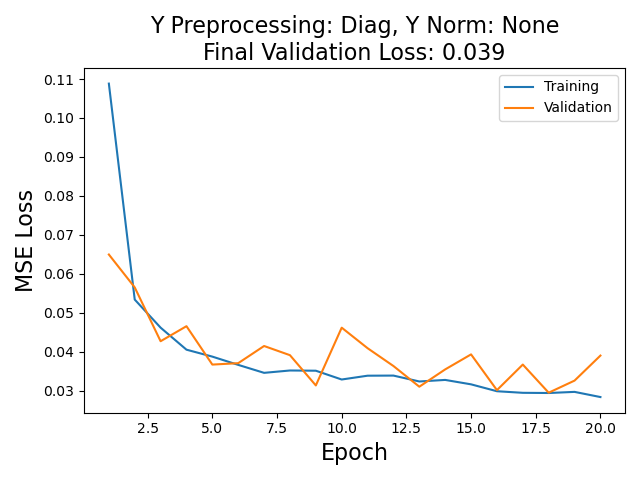 Y Preprocessing: Diag, Y Norm: None
Final Validation Loss: 0.039
Training
Validation
MSE Loss
0.11
0.10
0.09
0.08
0.07
0.06
0.05
0.04
0.03
2.5 5.0 7.5 10.0 12.5 15.0 17.5 20.0
Epoch